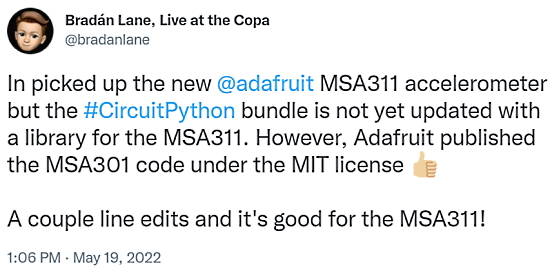 Bradán Lane, Live at the Copa
@bradanlane
In picked up the new @adafruit MSA311 accelerometer
but the #CircuitPython bundle is not yet updated with
a library for the MSA311. However, Adafruit published
the MSA301 code under the MIT license 👍🏼
A couple line edits and it's good for the MSA311!
1:06 PM · May 19, 2022